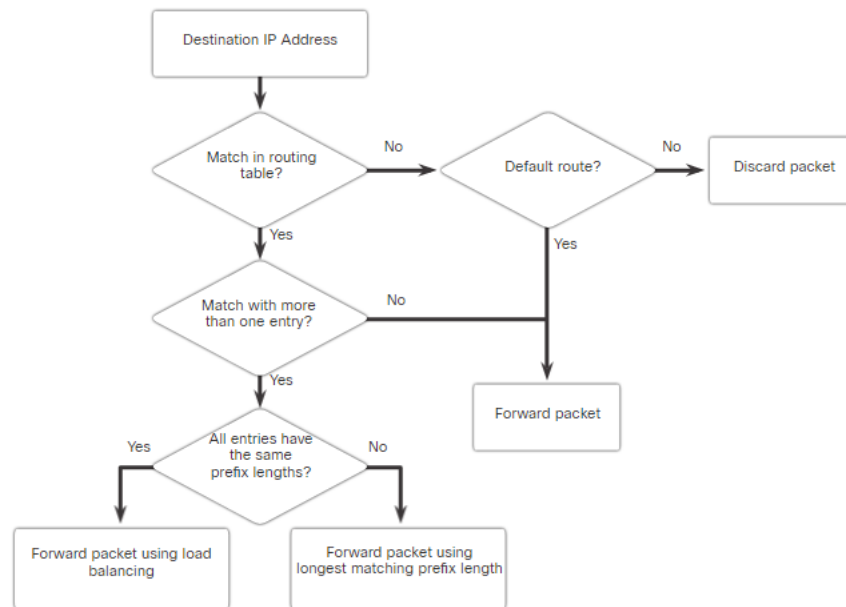 Destination IP Address
No
No
Match in routing
table?
Default route?
Discard packet
Yes
Yes
Match with more
than one entry?
No
Yes
Forward packet
All entries have
the same
prefix lengths?
Yes
No
Forward packet using load
balancing
Forward packet using
longest matching prefix length